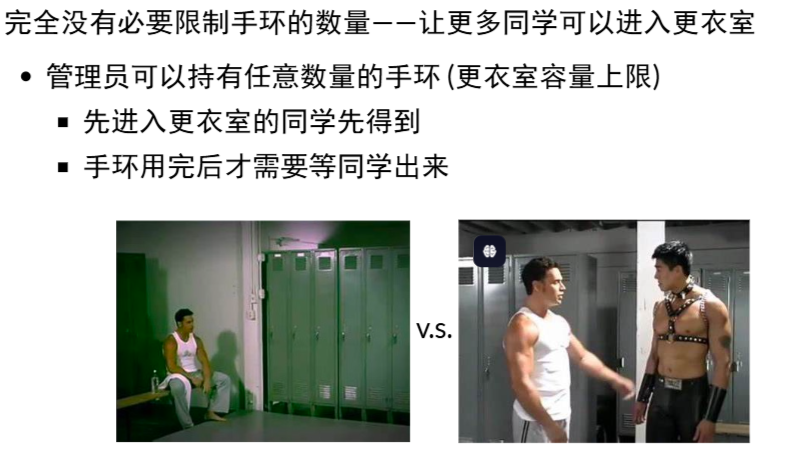 完全没有必要限制手环的数量——让更多同学可以进入更衣室
• 管理员可以持有任意数量的手环 (更衣室容量上限)
▪ 先进入更衣室的同学先得到
▪ 手环用完后才需要等同学出来
v.s.